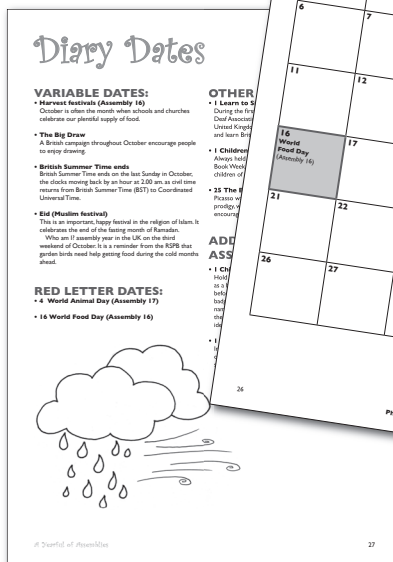 Diary Dates
VARIABLE DATES:
• Harvest festivals (Assembly 16)
October is often the month when schools and churches
celebrate our plentiful supply of food.
• The Big Draw
A British campaign throughout October encourage people
to enjoy drawing.
• British Summer Time ends
British Summer Time ends on the last Sunday in October,
the clocks moving back by an hour at 2.00 am. as civil time
returns from British Summer Time (BST) to Coordinated
Universal Time.
• Eid (Muslim festival)
This is an important, happy festival in the religion of Islam. It
celebrates the end of the fasting month of Ramadan.
Who am I? assembly year in the UK on the third
weekend of October. It is a reminder from the RSPB that
garden birds need help getting food during the cold months
ahead.
RED LETTER DATES:
• 4 World Animal Day (Assembly 17)
• 16 World Food Day (Assembly 16)
OTHER
• 1 Learn to S
During the first
Deaf Associati
United Kingdo
and learn Briti
• 1 Children
Always held
Book Week
children of
• 25 The
Picasso w
prodigy, w
encourag
ADD
ASS
• 1 Chi
Hold
as a
befo
bad
nan
the
ide
• 1
6
7
11
12
16
World
Food Day
(Assembly 16)
17
21
22
26
27
26
A Yearful of Assemblies
27